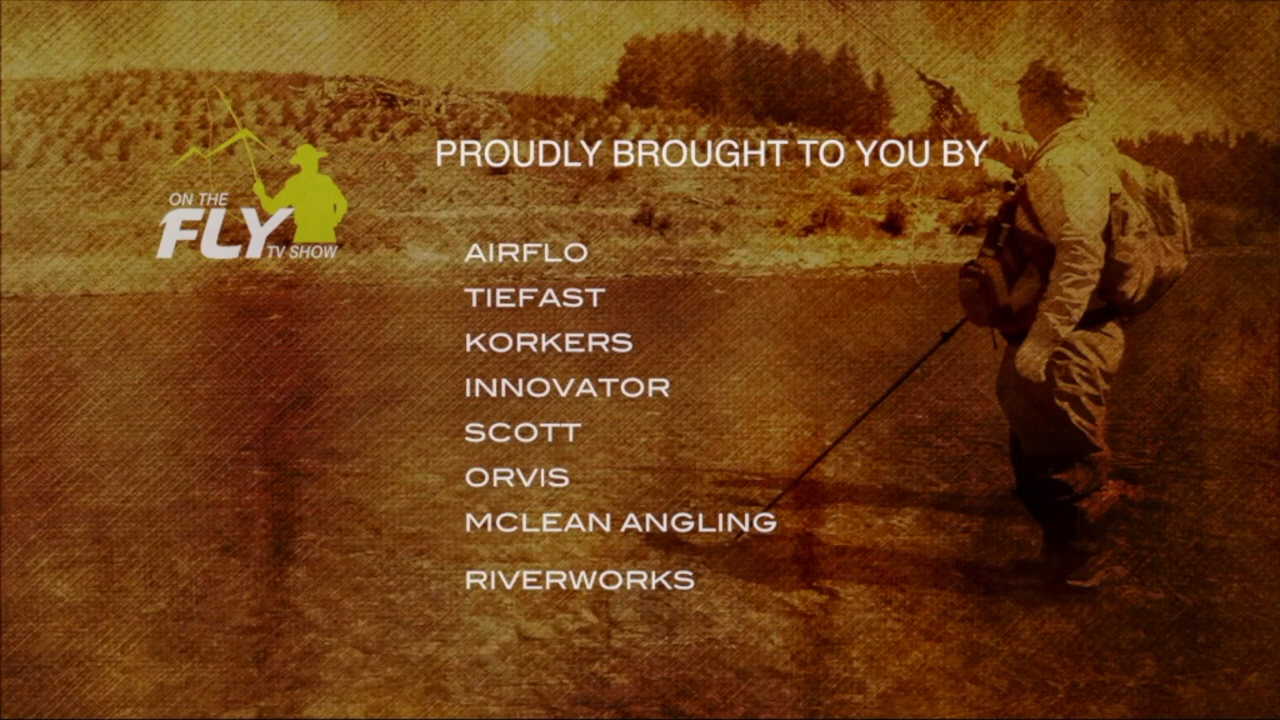 ON THE
FLY
TV SHOW
PROUDLY BROUGHT TO YOU BY
AIRFLO
TIEFAST
KORKERS
INNOVATOR
SCOTT
ORVIS
MCLEAN ANGLING
RIVERWORKS